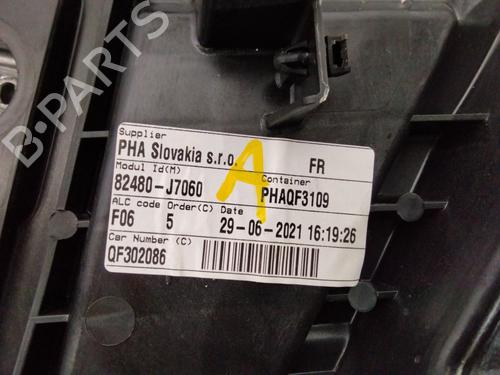 B-PARTS
Supplier
PHA Slovakia s.r.o. FR
Modul Id(M) Container
82480-J7060 PHAQF3109
ALC code Order(C) Date
F06 5 29-06-2021 16:19:26
Car Number (C)
QF302086
A